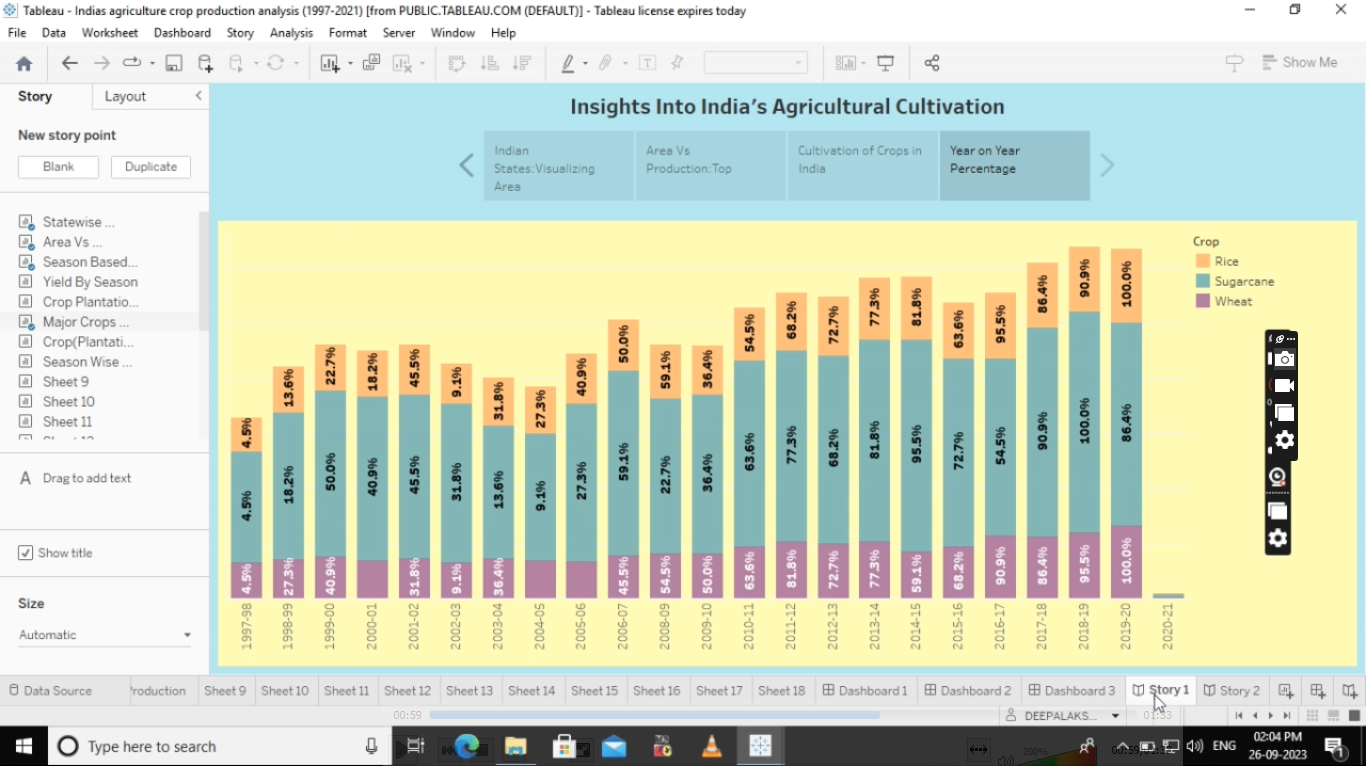 Tableau - Indias agriculture crop production analysis (1997-2021) [from PUBLIC.TABLEAU.COM (DEFAULT)] - Tableau license expires today
File Data Worksheet Dashboard Story Analysis Format Server Window Help
Show Me
Story Layout
New story point
Blank Duplicate
Statewise ...
Area Vs ...
Season Based...
Yield By Season
Crop Plantatio...
Major Crops ...
Crop(Plantati...
Season Wise ...
Sheet 9
Sheet 10
Sheet 11
A Drag to add text
Show title
Size
Automatic
Insights Into India's Agricultural Cultivation
Indian
States:Visualizing
Area
Area Vs
Production:Top
Cultivation of Crops in
India
Year on Year
Percentage
Crop
Rice
Sugarcane
Wheat
4.5% 13.6% 22.7% 18.2% 45.5% 9.1% 31.8% 27.3% 40.9% 50.0% 59.1% 36.4% 54.5% 68.2% 72.7% 77.3% 81.8% 63.6% 95.5% 86.4% 90.9% 100.0%
4.5% 18.2% 50.0% 40.9% 45.5% 31.8% 13.6% 9.1% 27.3% 59.1% 22.7% 36.4% 63.6% 77.3% 68.2% 81.8% 95.5% 72.7% 54.5% 90.9% 100.0% 86.4%
4.5% 27.3% 40.9% 31.8% 9.1% 36.4% 45.5% 54.5% 50.0% 63.6% 81.8% 72.7% 77.3% 59.1% 68.2% 90.9% 86.4% 95.5% 100.0%
1997-98 1998-99 1999-00 2000-01 2001-02 2002-03 2003-04 2004-05 2005-06 2006-07 2008-09 2009-10 2010-11 2011-12 2012-13 2013-14 2014-15 2015-16 2016-17 2017-18 2018-19 2019-20 2020-21
Data Source Production Sheet 9 Sheet 10 Sheet 11 Sheet 12 Sheet 13 Sheet 14 Sheet 15 Sheet 16 Sheet 17 Sheet 18 Dashboard 1 Dashboard 2 Dashboard 3 Story 1 Story 2
00:59 DEEPALAKS... 01:33
Type here to search
200%
ENG
02:04 PM
26-09-2023